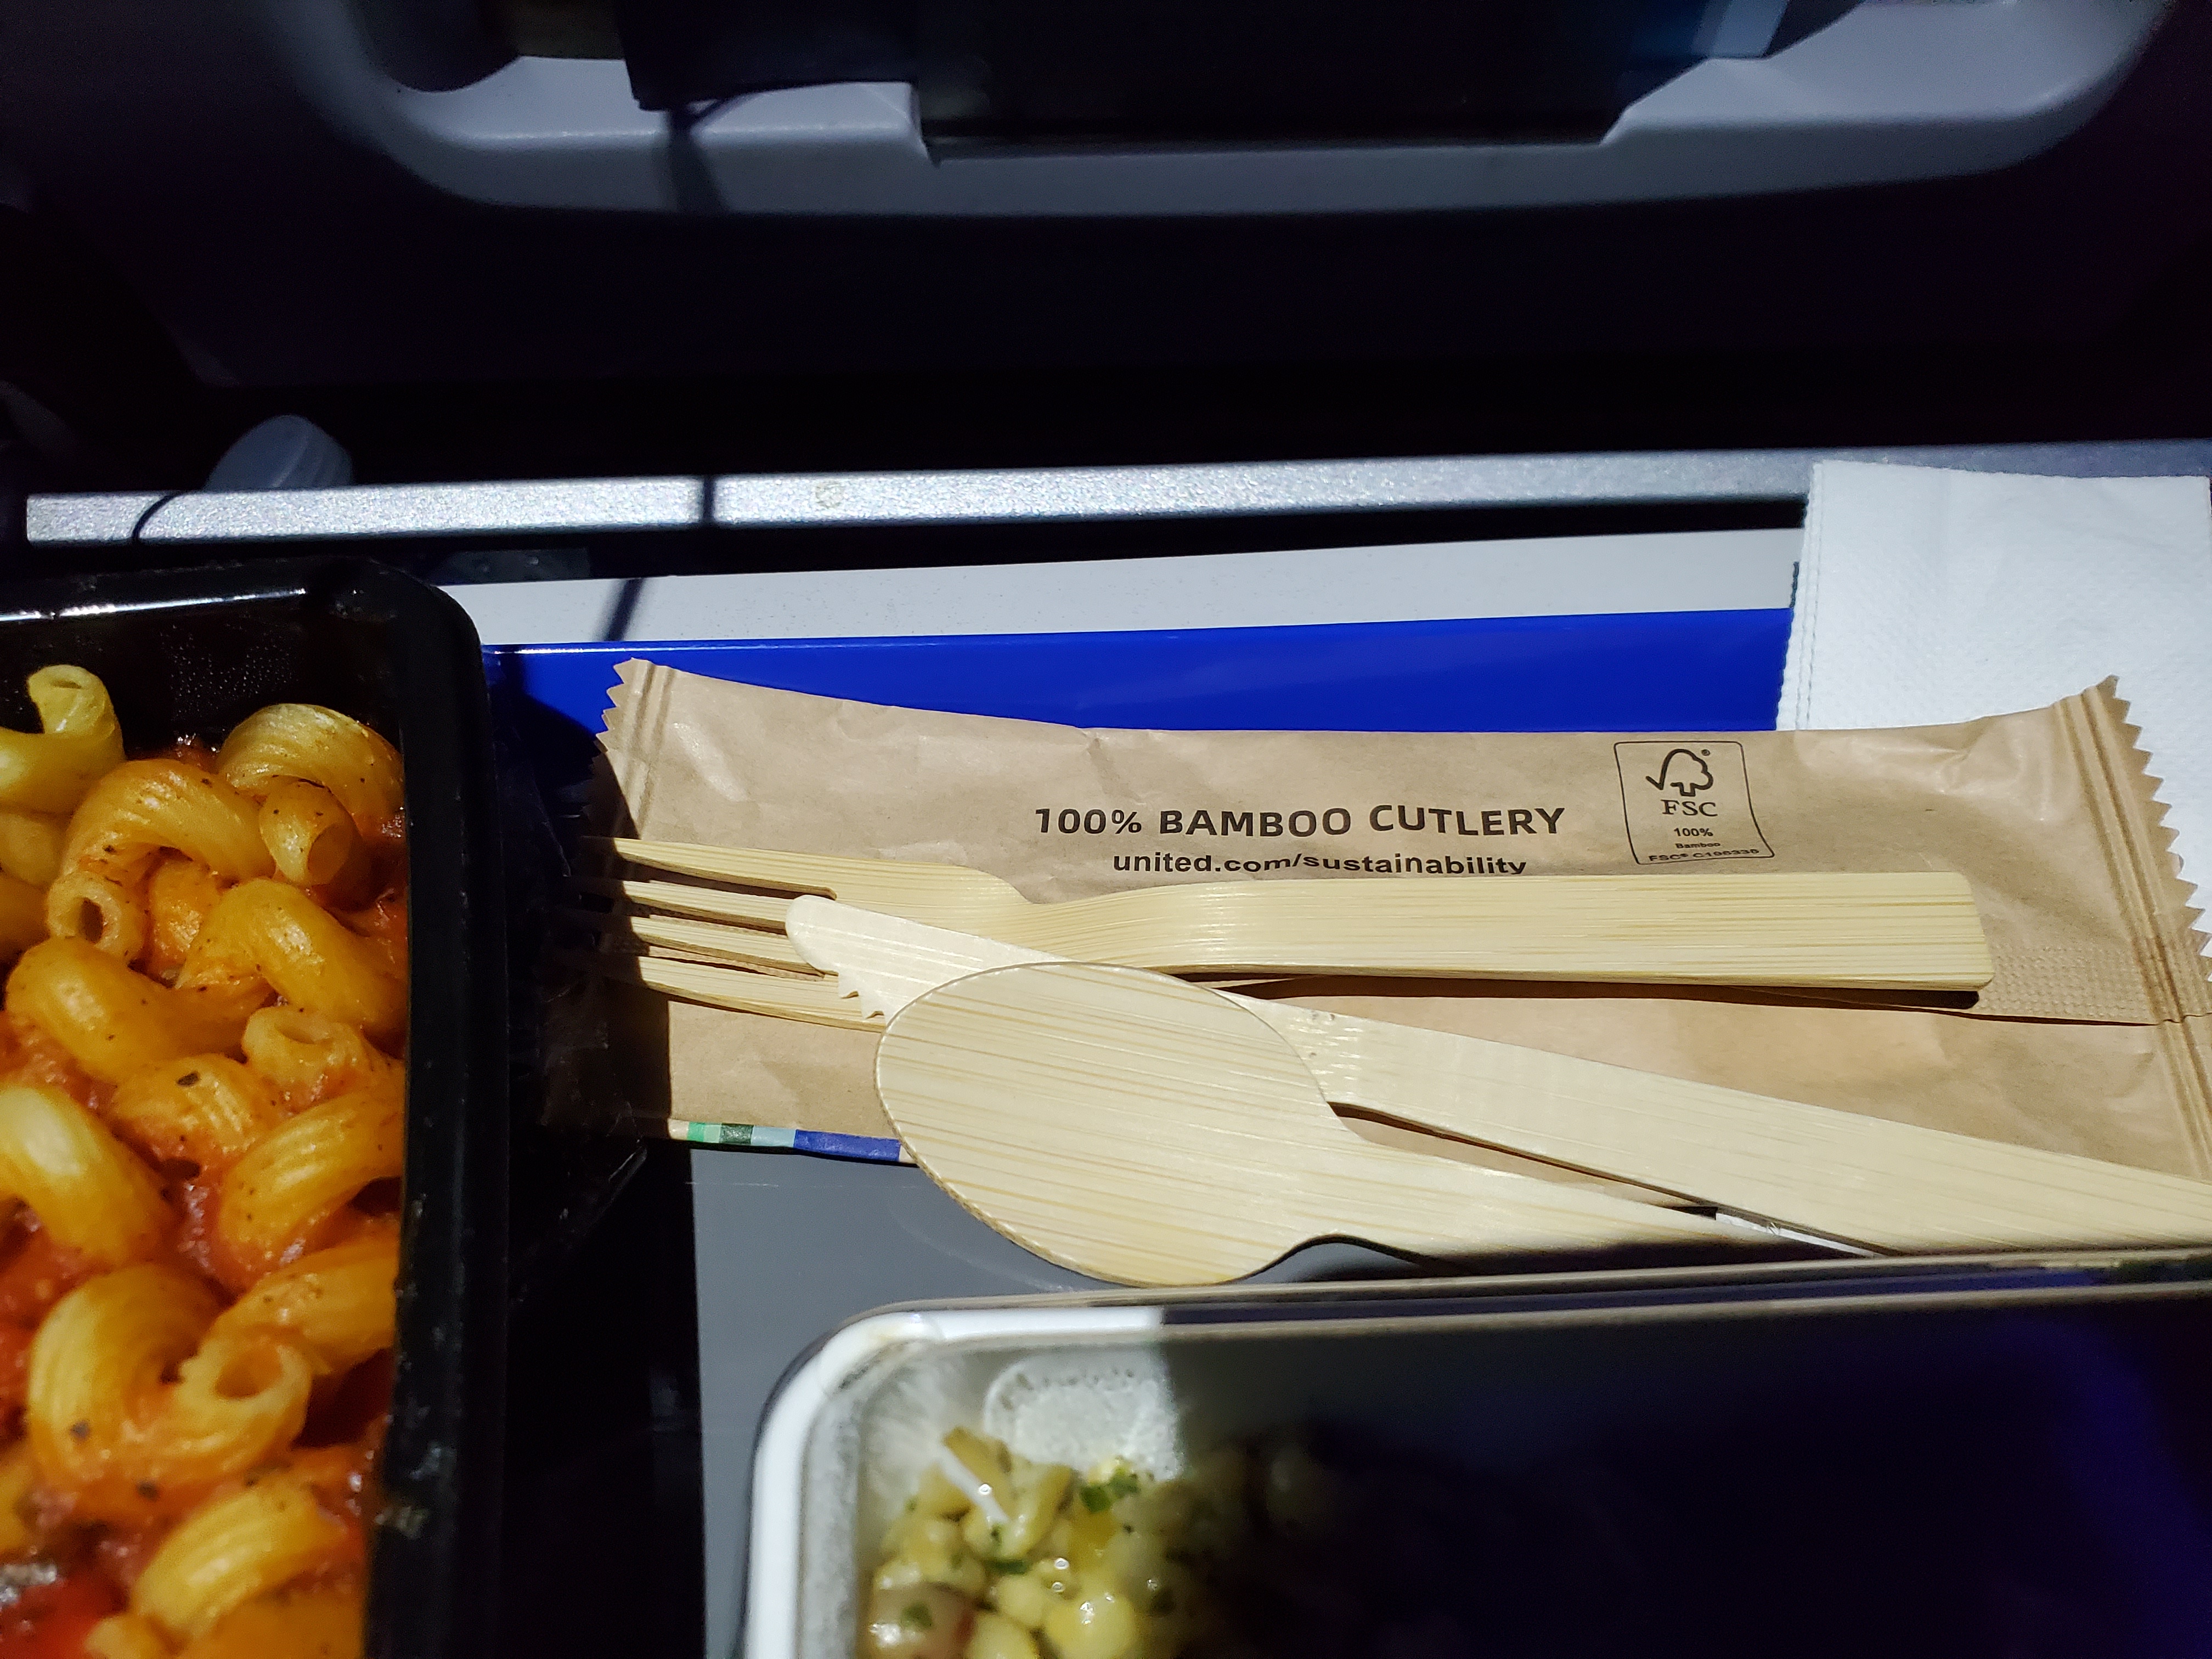 100% BAMBOO CUTLERY
united.com/sustainability
FSC®
100%
Bamboo